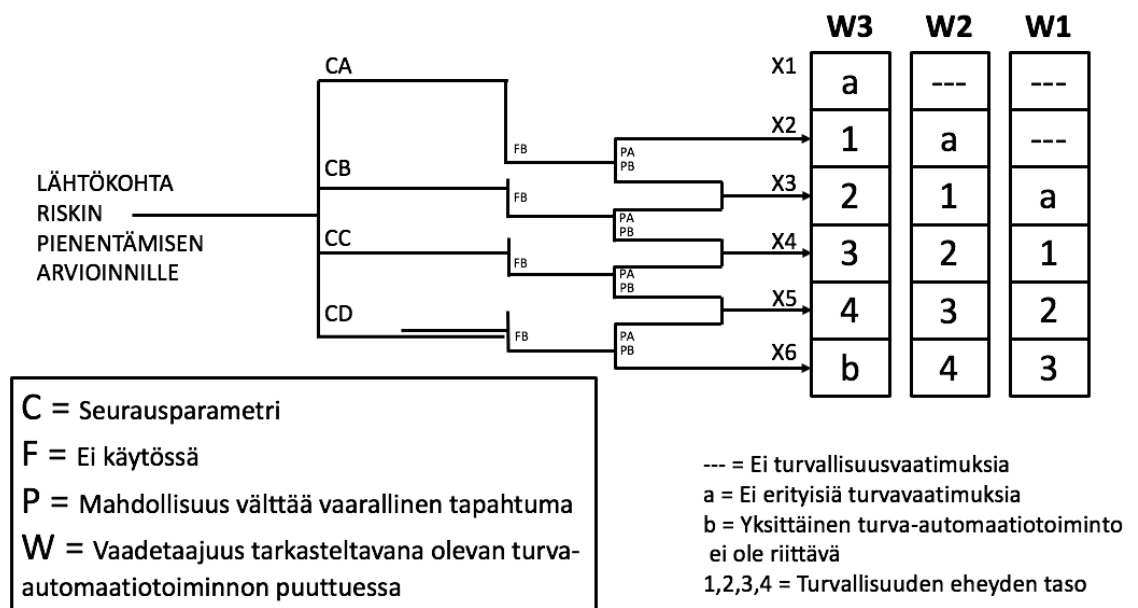 W3 W2 W1
CA
X1 a --- ---
X2 1 a ---
FB PA
PB
CB
X3 2 1 a
FB PA
PB
LÄHTÖKOHTA
RISKIN
PIENENTÄMISEN
ARVIOINNILLE
CC
X4 3 2 1
FB PA
PB
CD
X5 4 3 2
FB PA
PB
X6 b 4 3
C = Seurausparametri
F = Ei käytössä
P = Mahdollisuus välttää vaarallinen tapahtuma
W = Vaadetaajuus tarkasteltavana olevan turva-
automaatiotoiminnon puuttuessa
--- = Ei turvallisuusvaatimuksia
a = Ei erityisiä turvavaatimuksia
b = Yksittäinen turva-automaatiotoiminto
ei ole riittävä
1,2,3,4 = Turvallisuuden eheyden taso